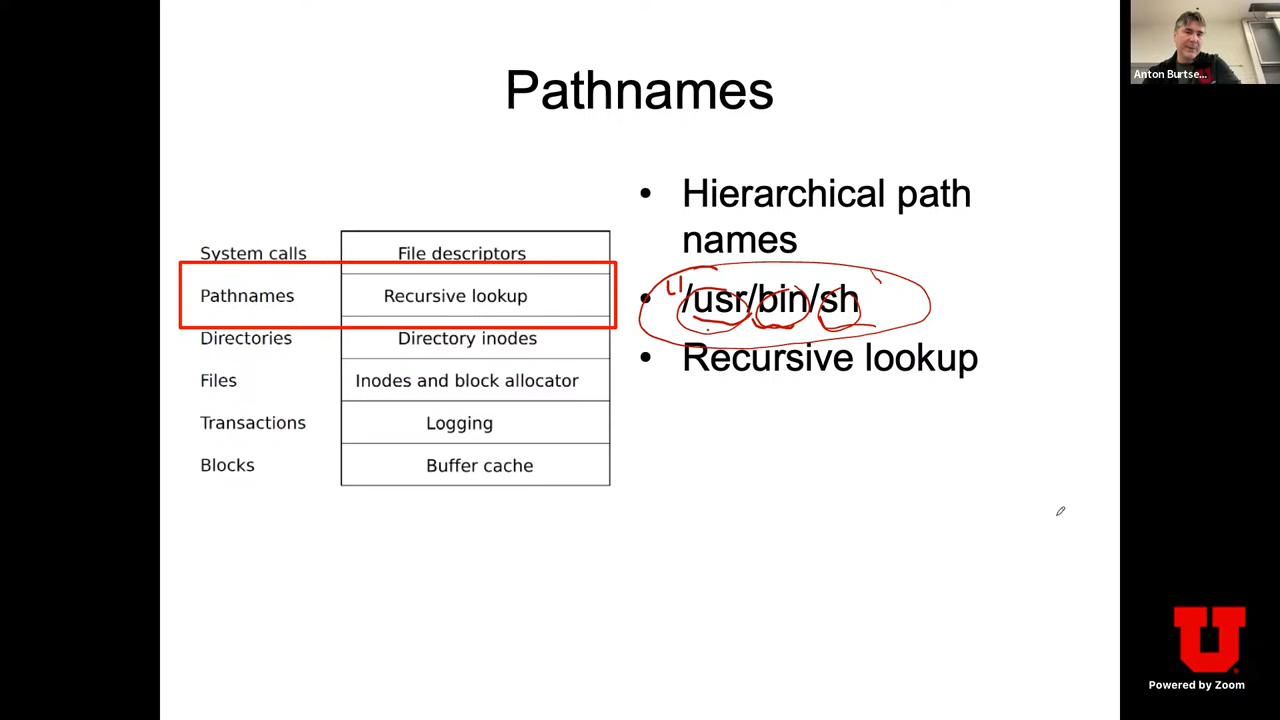 Pathnames
Anton Burtse...
System calls File descriptors
Pathnames Recursive lookup
Directories Directory inodes
Files Inodes and block allocator
Transactions Logging
Blocks Buffer cache
• Hierarchical path
names
• /usr/bin/sh
• Recursive lookup
U
Powered by Zoom